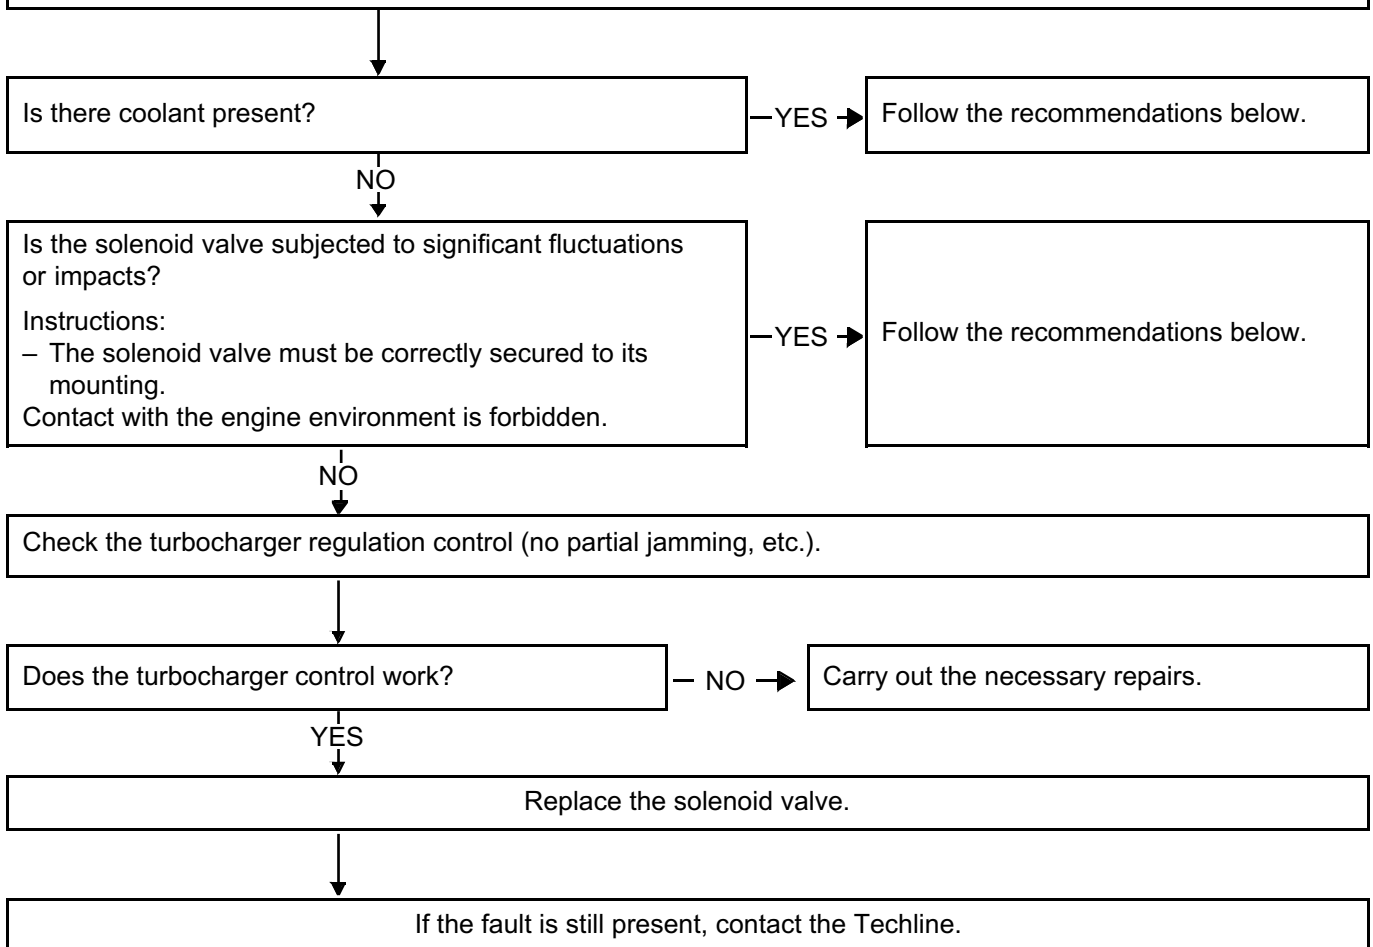 Is there coolant present?
YES
Follow the recommendations below.
NO
Is the solenoid valve subjected to significant fluctuations
or impacts?
Instructions:
– The solenoid valve must be correctly secured to its
mounting.
Contact with the engine environment is forbidden.
YES
Follow the recommendations below.
NO
Check the turbocharger regulation control (no partial jamming, etc.).
Does the turbocharger control work?
NO
Carry out the necessary repairs.
YES
Replace the solenoid valve.
If the fault is still present, contact the Techline.